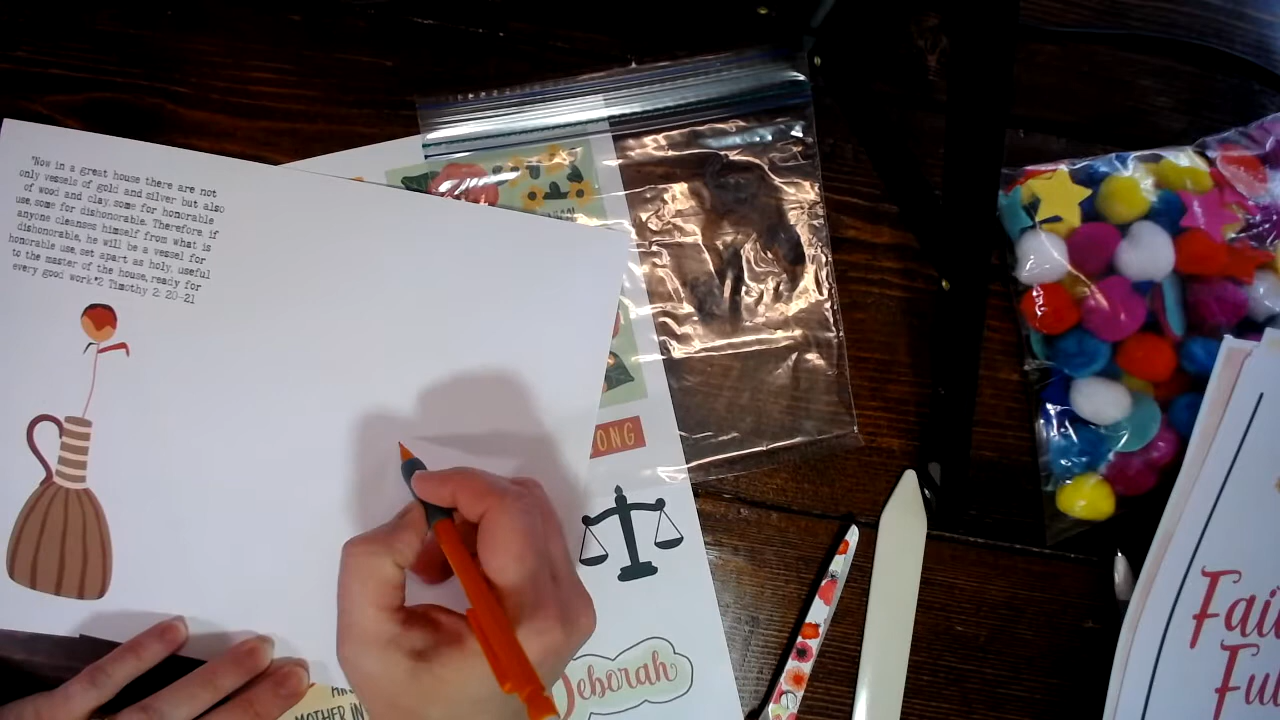 "Now in a great house there are not
only vessels of gold and silver but also
of wood and clay, some for honorable
use, some for dishonorable. Therefore, if
anyone cleanses himself from what is
dishonorable, he will be a vessel for
honorable use, set apart as holy, useful
to the master of the house, ready for
every good work."2 Timothy 2: 20-21
ONG
Deborah
MOTHER IN
Fai
Fu